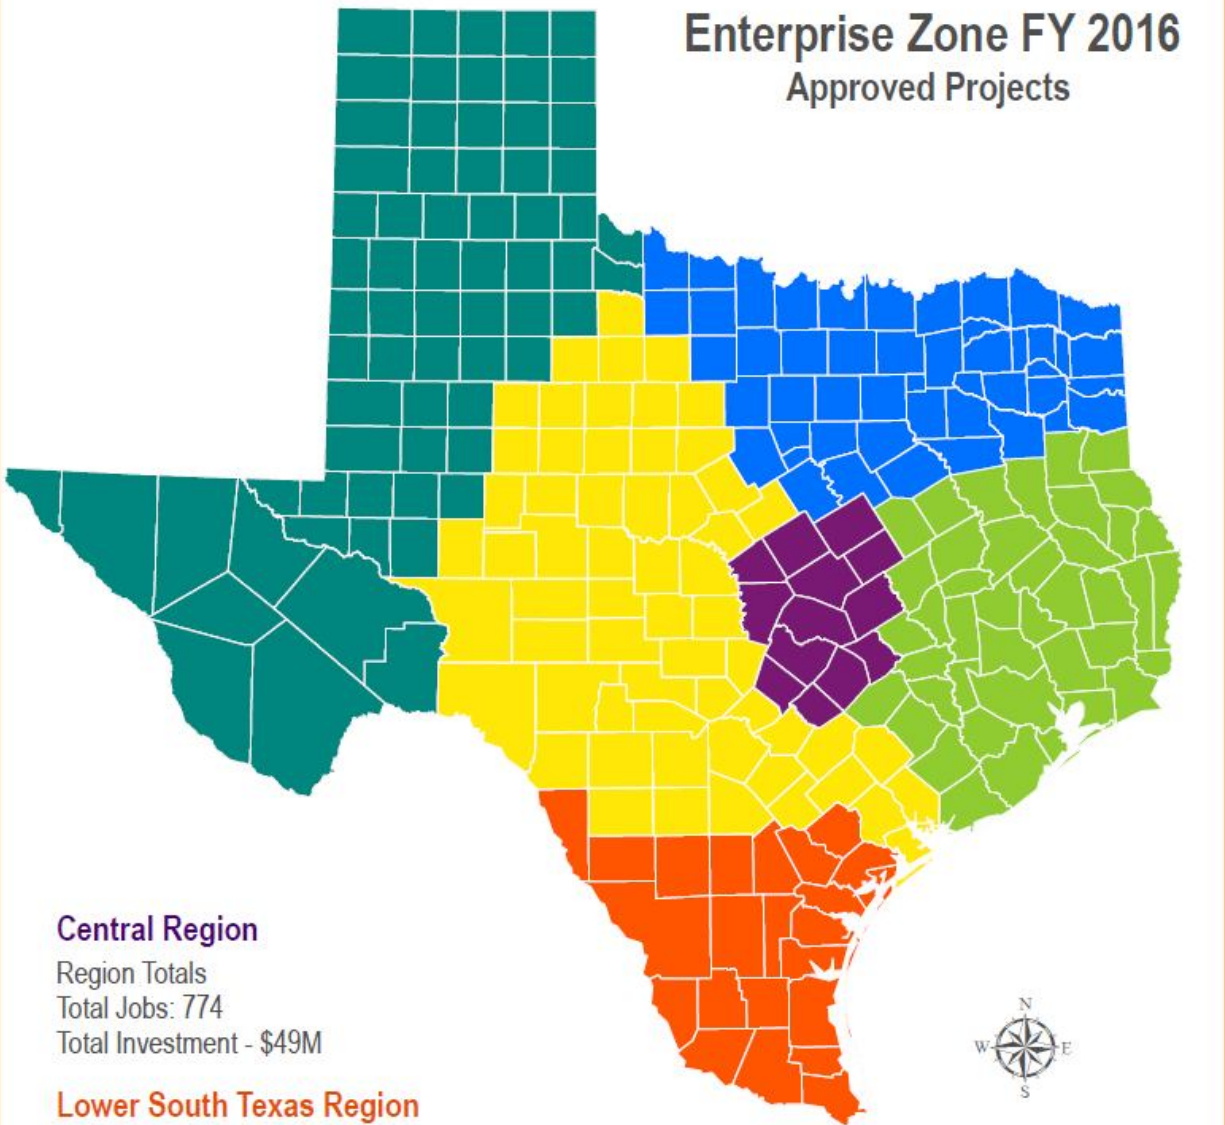 Enterprise Zone FY 2016
Approved Projects
Central Region
Region Totals
Total Jobs: 774
Total Investment - $49M
Lower South Texas Region
N
W E
S